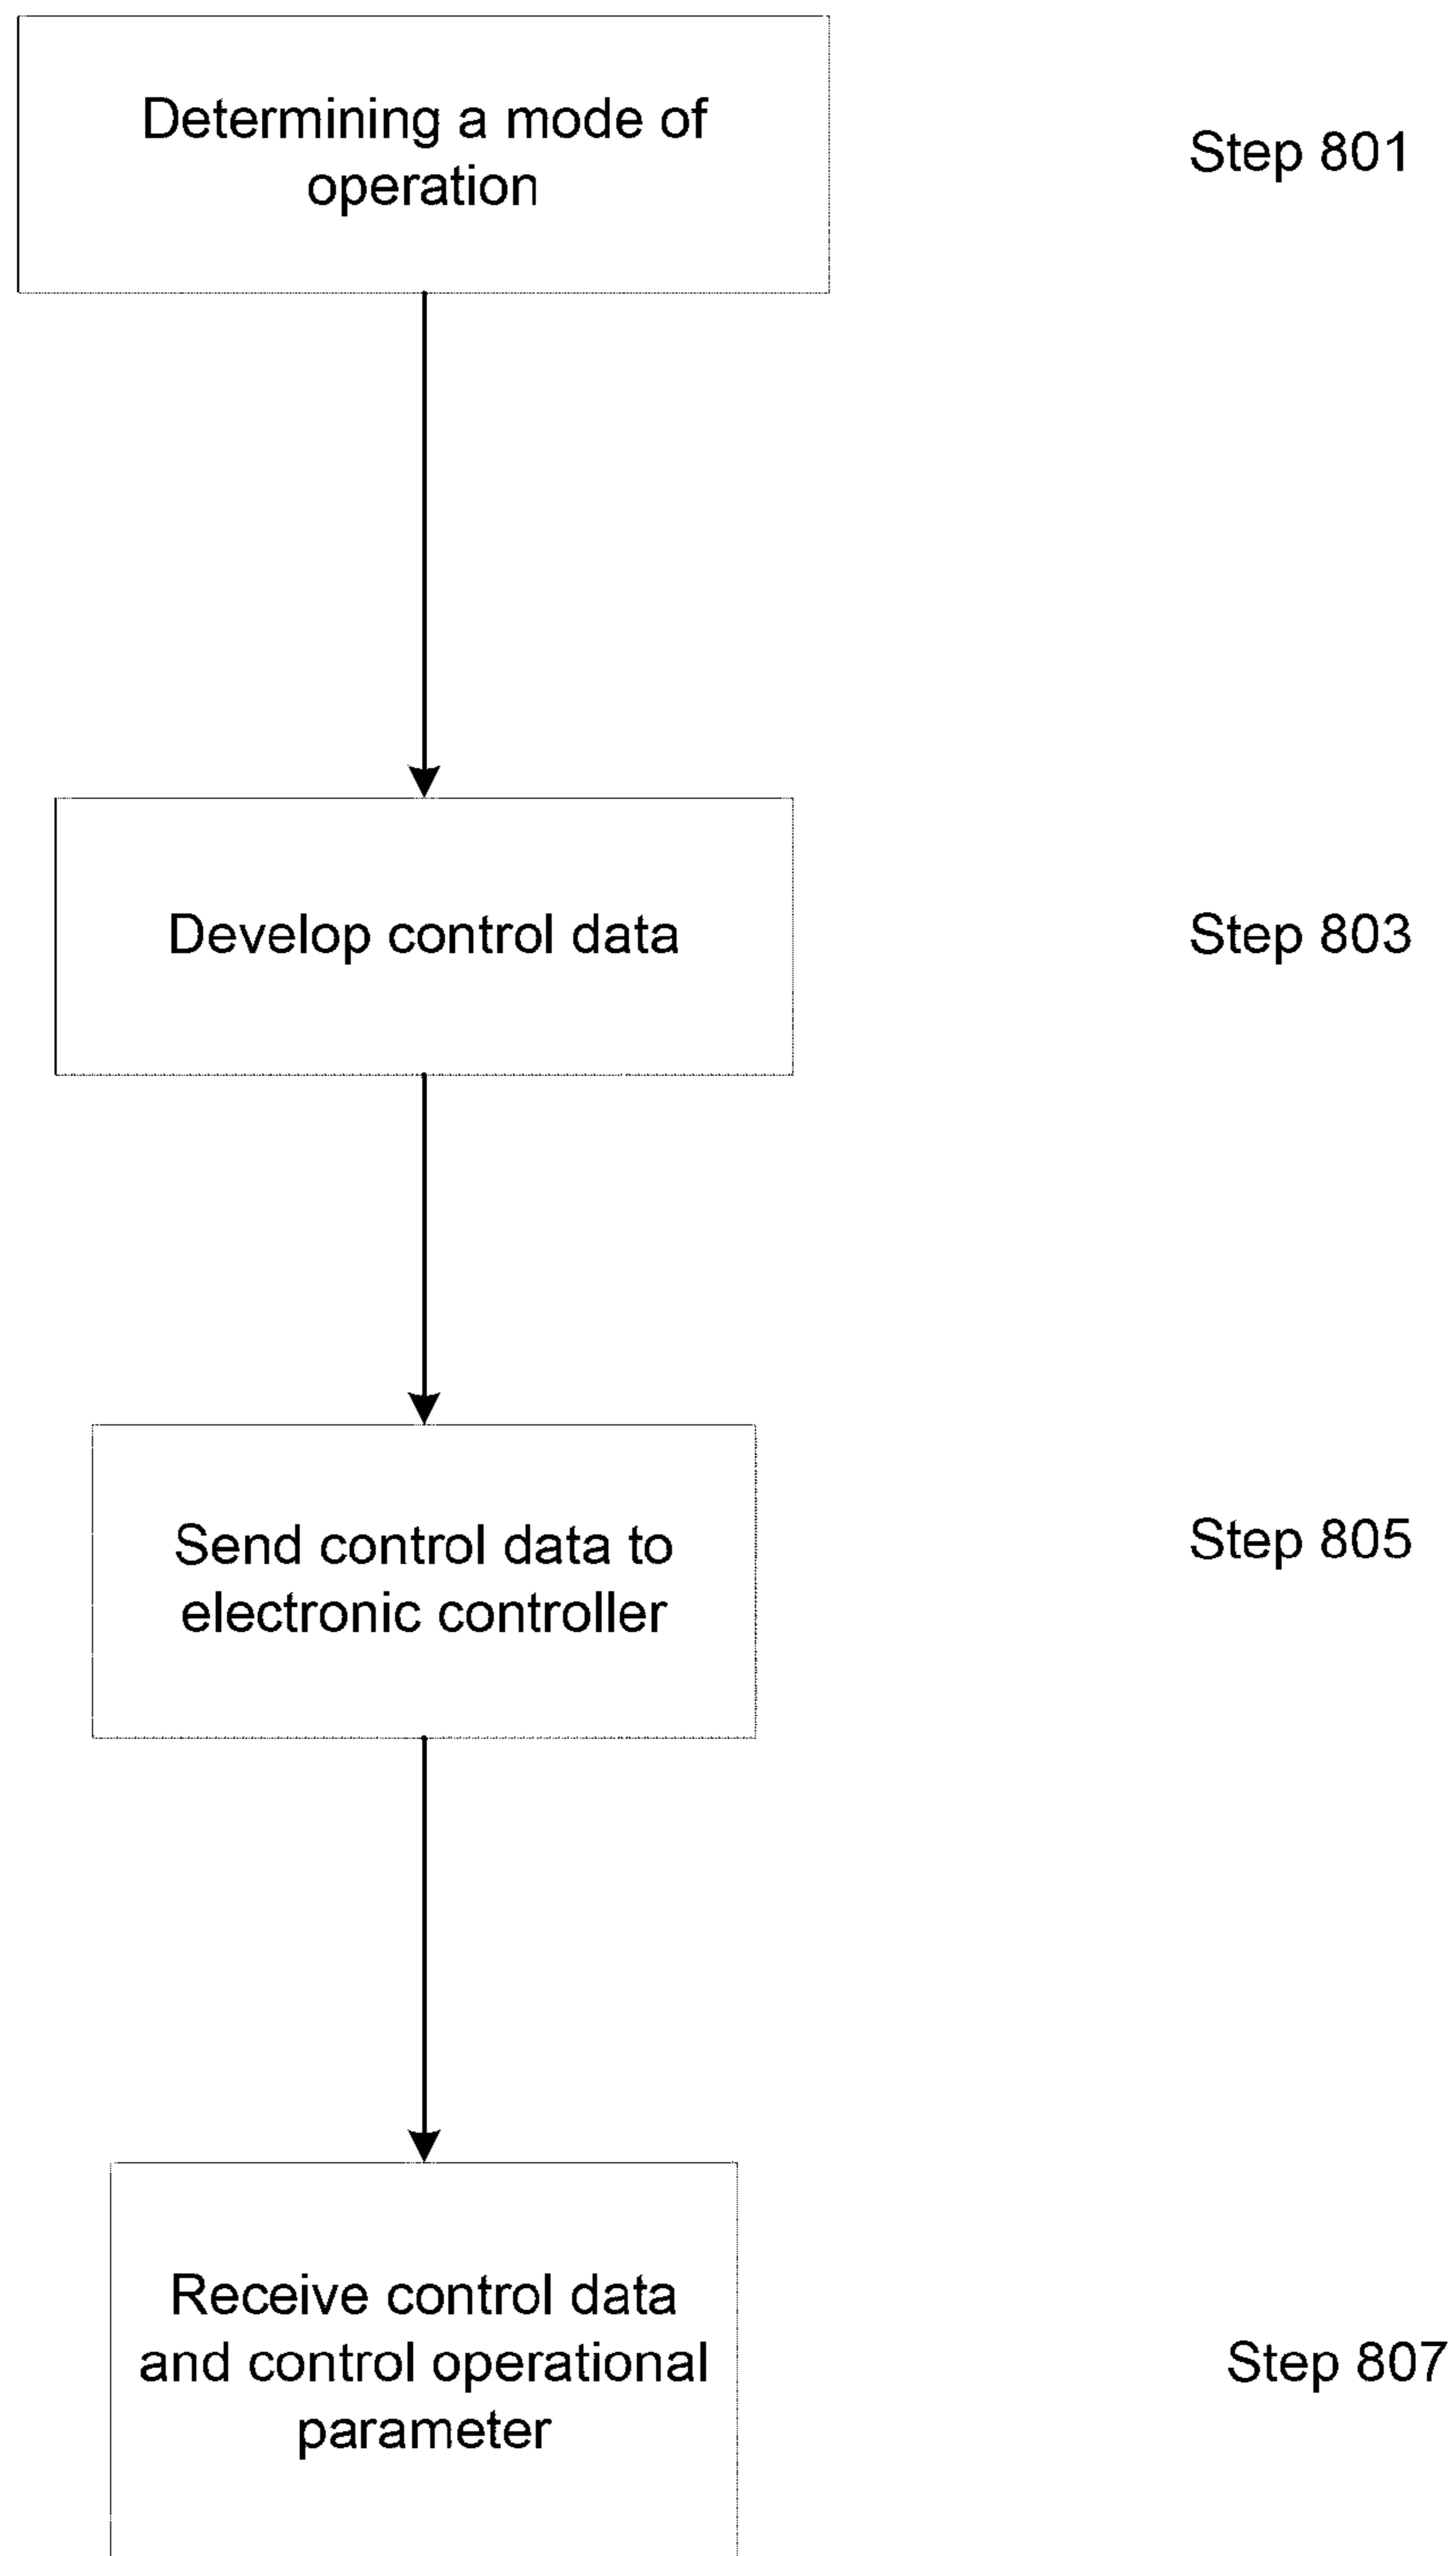 Determining a mode of
operation
Step 801
Develop control data
Step 803
Send control data to
electronic controller
Step 805
Receive control data
and control operational
parameter
Step 807